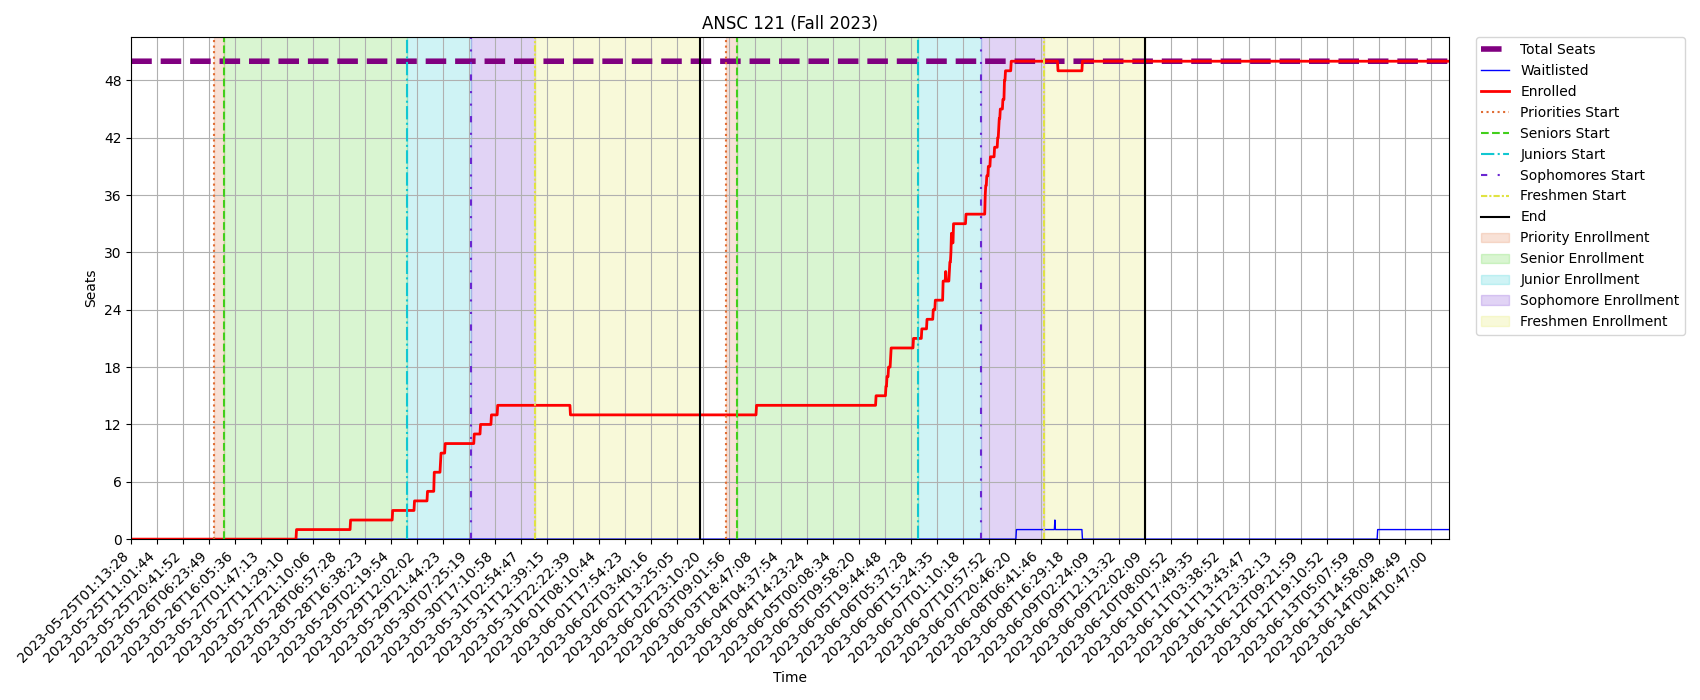 ANSC 121 (Fall 2023)
Seats
48
42
36
30
24
18
12
6
0
2023-05-25T01:13:28
2023-05-25T11:01:44
2023-05-25T20:41:52
2023-05-26T06:23:49
2023-05-26T16:05:36
2023-05-27T01:47:13
2023-05-27T11:29:10
2023-05-27T21:10:06
2023-05-28T06:57:28
2023-05-28T16:38:23
2023-05-29T02:19:54
2023-05-29T12:02:02
2023-05-29T21:44:23
2023-05-30T07:25:19
2023-05-30T17:10:58
2023-05-31T02:54:47
2023-05-31T12:39:15
2023-05-31T22:22:39
2023-06-01T08:10:44
2023-06-01T17:54:23
2023-06-02T03:40:16
2023-06-02T13:25:05
2023-06-02T23:10:20
2023-06-03T09:01:56
2023-06-03T18:47:08
2023-06-04T04:37:54
2023-06-04T14:23:24
2023-06-05T00:08:34
2023-06-05T09:58:20
2023-06-05T19:44:48
2023-06-06T05:37:28
2023-06-06T15:24:35
2023-06-07T01:10:18
2023-06-07T10:57:52
2023-06-07T20:46:20
2023-06-08T06:41:46
2023-06-08T16:29:18
2023-06-09T02:24:09
2023-06-09T12:13:32
2023-06-09T22:02:09
2023-06-10T08:00:52
2023-06-10T17:49:35
2023-06-11T03:38:52
2023-06-11T13:43:47
2023-06-11T23:32:13
2023-06-12T09:21:59
2023-06-12T19:10:52
2023-06-13T05:07:59
2023-06-13T14:58:09
2023-06-14T00:48:49
2023-06-14T10:47:00
Time
Total Seats
Waitlisted
Enrolled
Priorities Start
Seniors Start
Juniors Start
Sophomores Start
Freshmen Start
End
Priority Enrollment
Senior Enrollment
Junior Enrollment
Sophomore Enrollment
Freshmen Enrollment